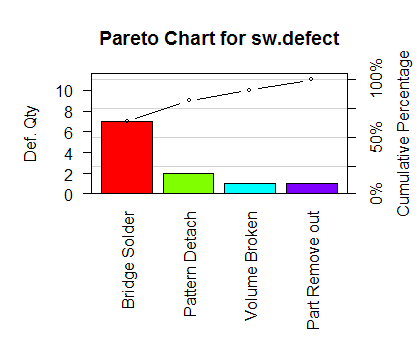 Pareto Chart for sw.defect
Def. Qty
10
8
6
4
2
0
100%
50%
0%
Cumulative Percentage
Bridge Solder
Pattern Detach
Volume Broken
Part Remove out